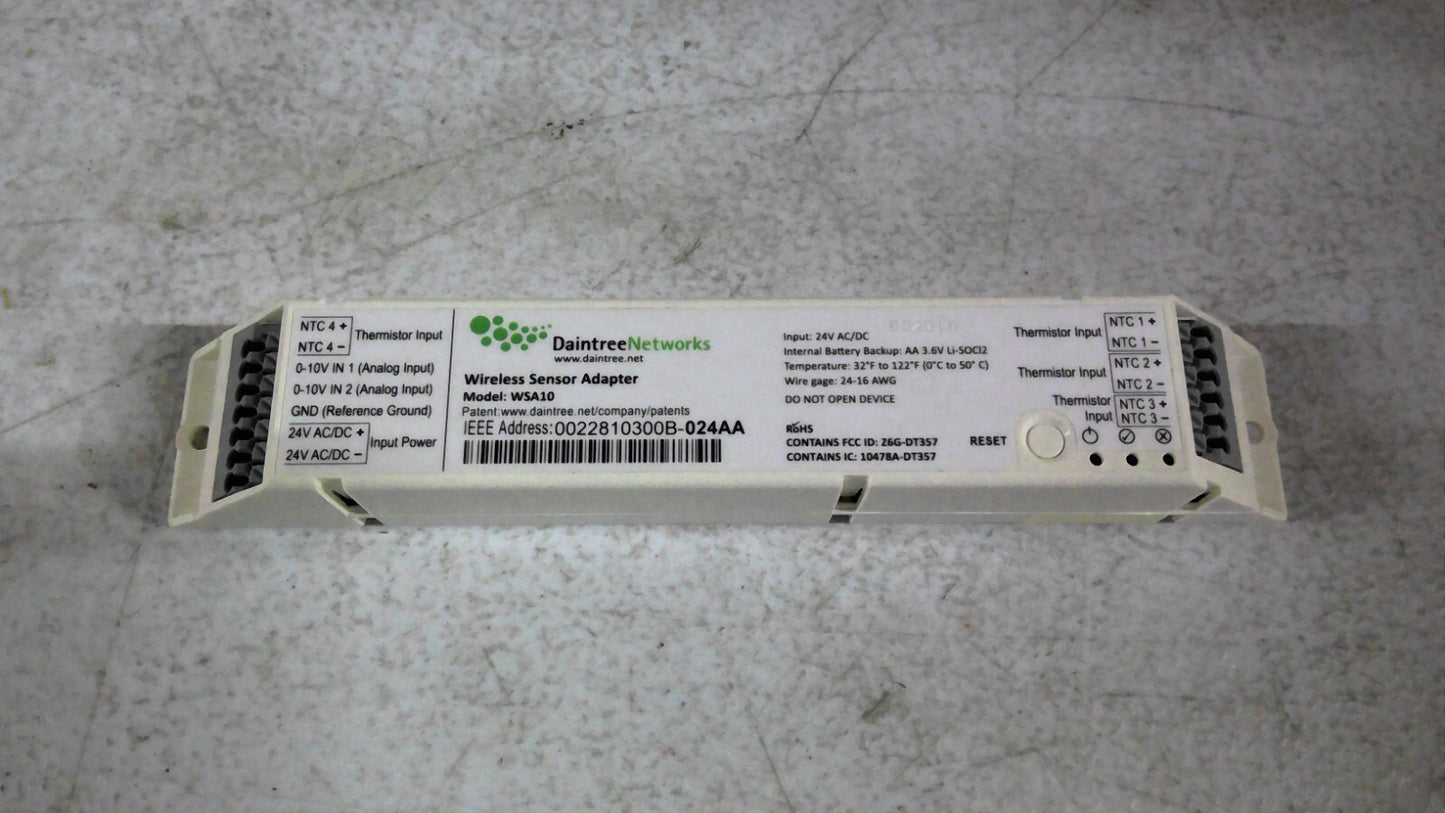 NTC 4 +
NTC 4 −
Thermistor Input
0-10V IN 1 (Analog Input)
0-10V IN 2 (Analog Input)
GND (Reference Ground)
24V AC/DC +
24V AC/DC −
Input Power
DaintreeNetworks
www.daintree.net
Wireless Sensor Adapter
Model: WSA10
Patent:www.daintree.net/company/patents
IEEE Address:0022810300B-024AA
002010
Input: 24V AC/DC
Internal Battery Backup: AA 3.6V Li-SOCl2
Temperature: 32°F to 122°F (0°C to 50° C)
Wire gage: 24-16 AWG
DO NOT OPEN DEVICE
RoHS
CONTAINS FCC ID: Z6G-DT357
CONTAINS IC: 10478A-DT357
RESET
Thermistor Input
NTC 1 +
NTC 1 −
Thermistor Input
NTC 2 +
NTC 2 −
Thermistor
Input
NTC 3 +
NTC 3 −